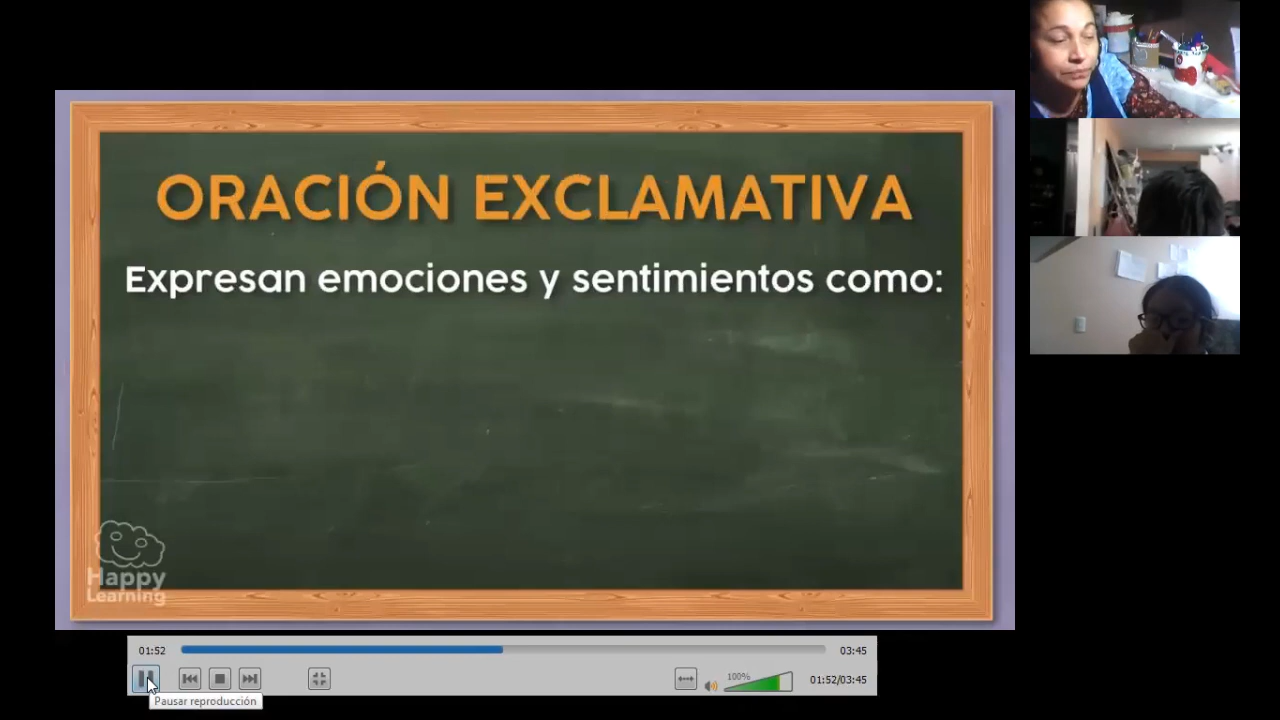 ORACIÓN EXCLAMATIVA
Expresan emociones y sentimientos como:
Happy
Learning
01:52
03:45
100%
01:52/03:45
Pausar reproducción